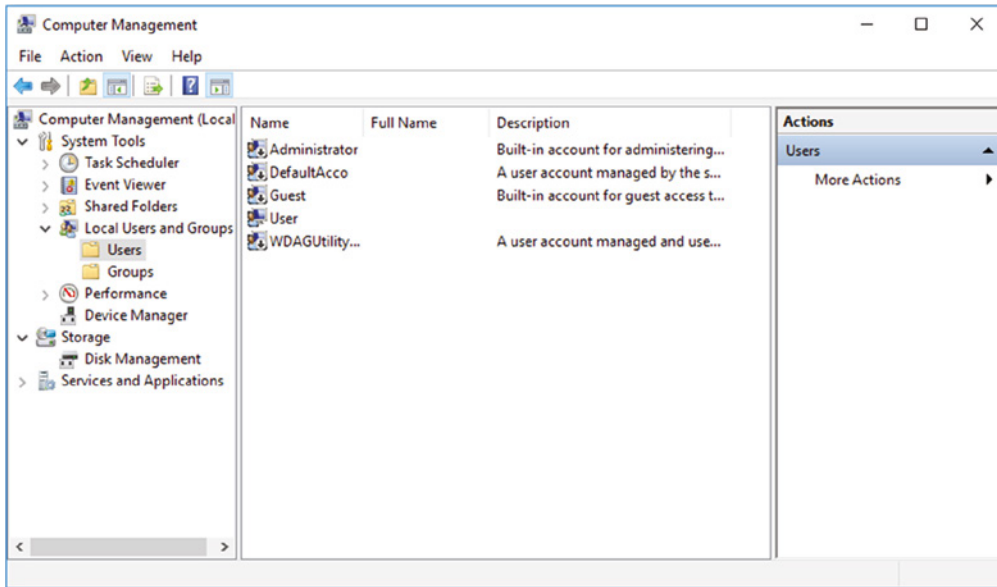 Computer Management
File Action View Help
Computer Management (Local
System Tools
Task Scheduler
Event Viewer
Shared Folders
Local Users and Groups
Users
Groups
Performance
Device Manager
Storage
Disk Management
Services and Applications
Name Full Name Description
Administrator Built-in account for administering...
DefaultAcco A user account managed by the s...
Guest Built-in account for guest access t...
User
WDAGUtility... A user account managed and use...
Actions
Users
More Actions